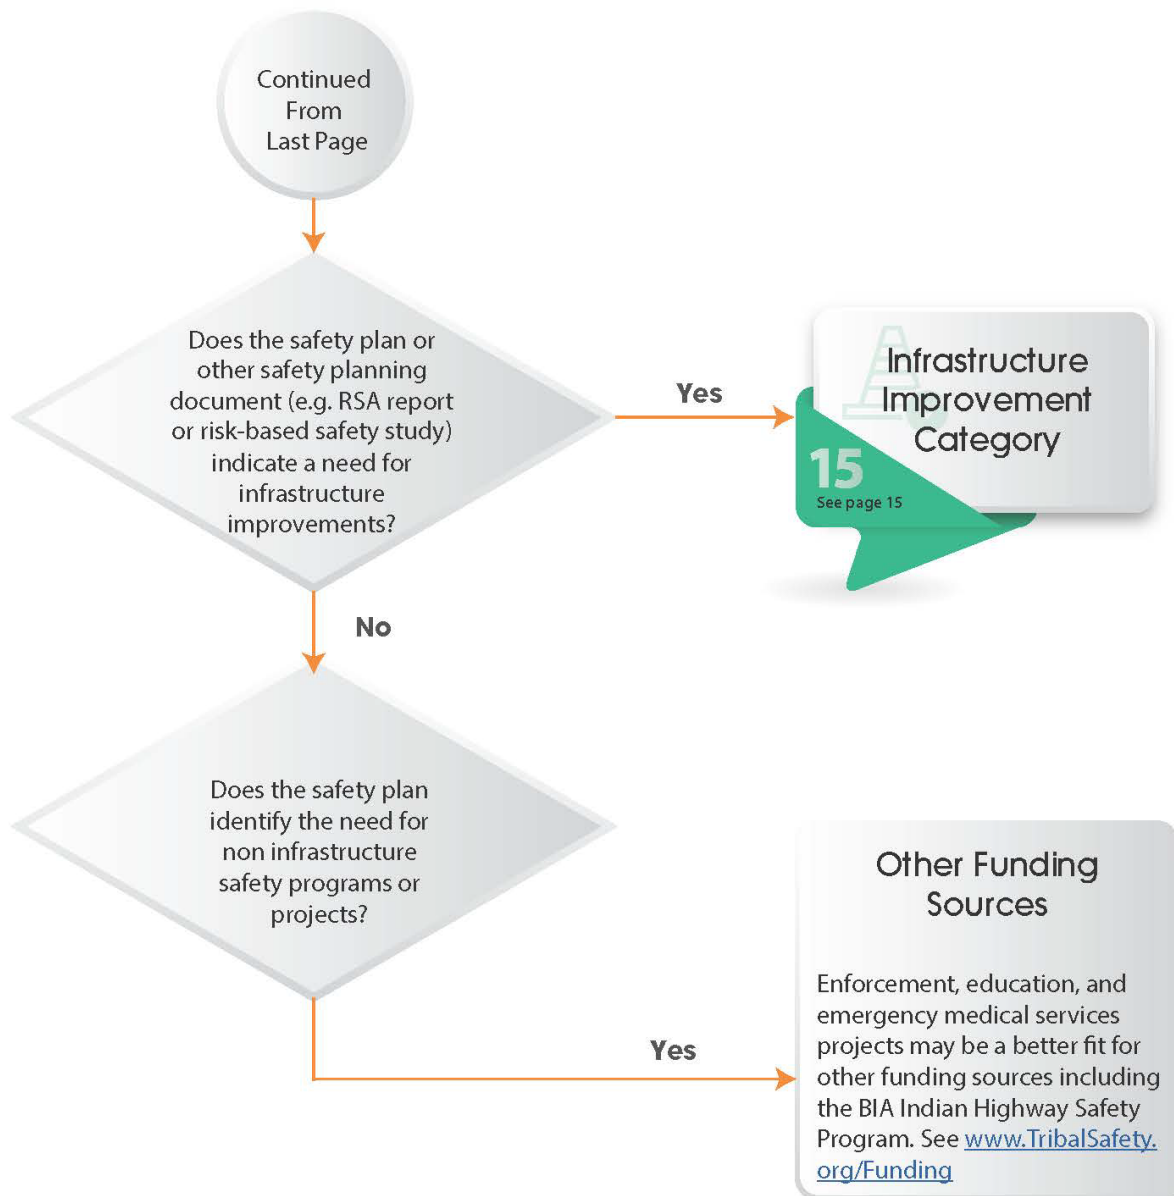 Continued
From
Last Page
Does the safety plan or
other safety planning
document (e.g. RSA report
or risk-based safety study)
indicate a need for
infrastructure
improvements?
Yes
Infrastructure
Improvement
Category
15
See page 15
No
Does the safety plan
identify the need for
non infrastructure
safety programs or
projects?
Yes
Other Funding
Sources
Enforcement, education, and
emergency medical services
projects may be a better fit for
other funding sources including
the BIA Indian Highway Safety
Program. See www.TribalSafety.
org/Funding